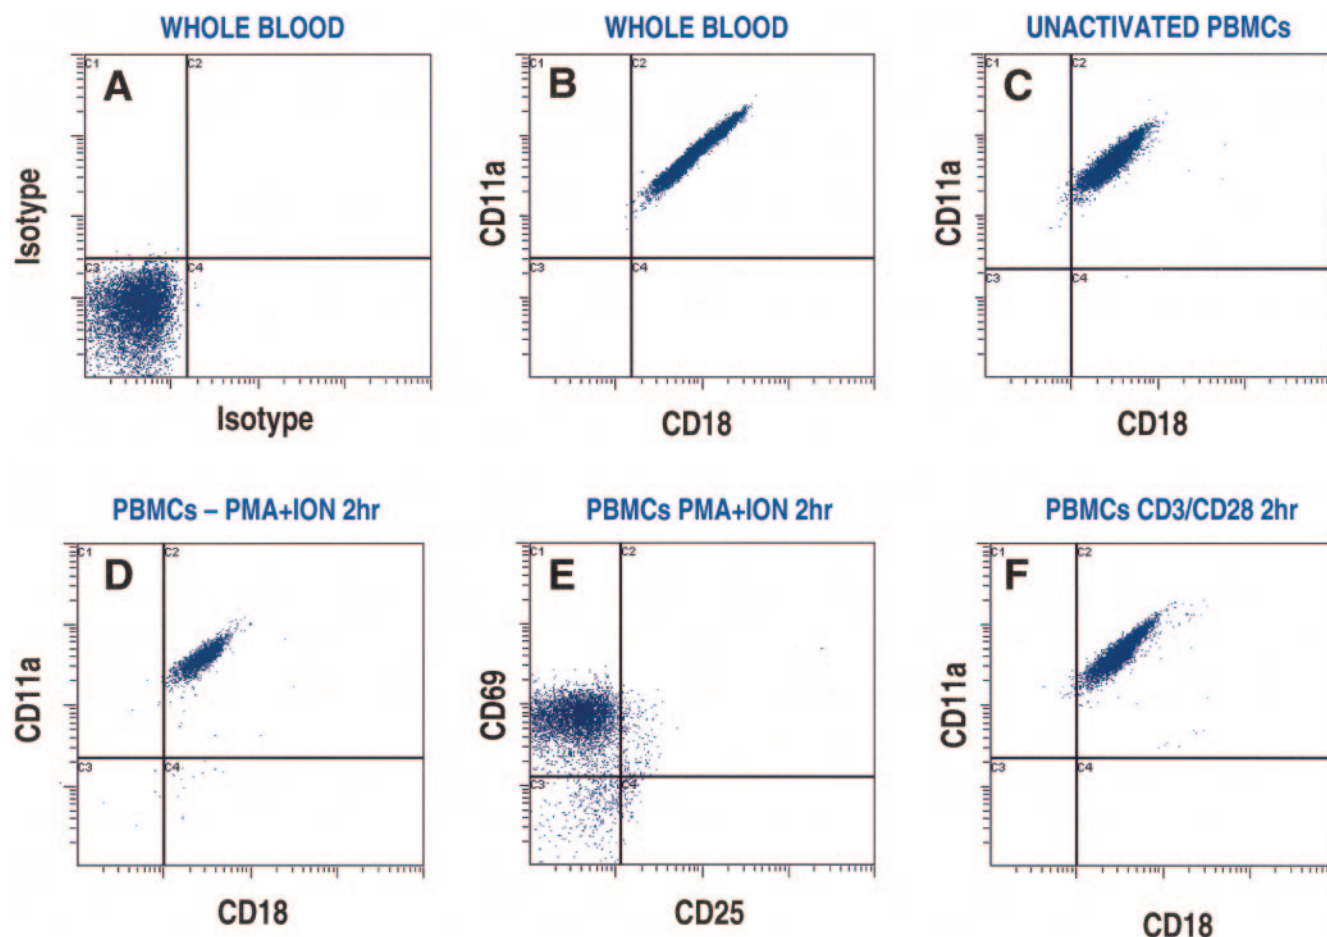 WHOLE BLOOD
WHOLE BLOOD
UNACTIVATED PBMCs
C1
A
C2
Isotype
C3
C4
Isotype
C1
B
C2
CD11a
C3
C4
CD18
C1
C
C2
CD11a
C3
C4
CD18
PBMCs – PMA+ION 2hr
PBMCs PMA+ION 2hr
PBMCs CD3/CD28 2hr
C1
D
C2
CD11a
C3
C4
CD18
C1
E
C2
CD69
C3
C4
CD25
C1
F
C2
CD11a
C3
C4
CD18